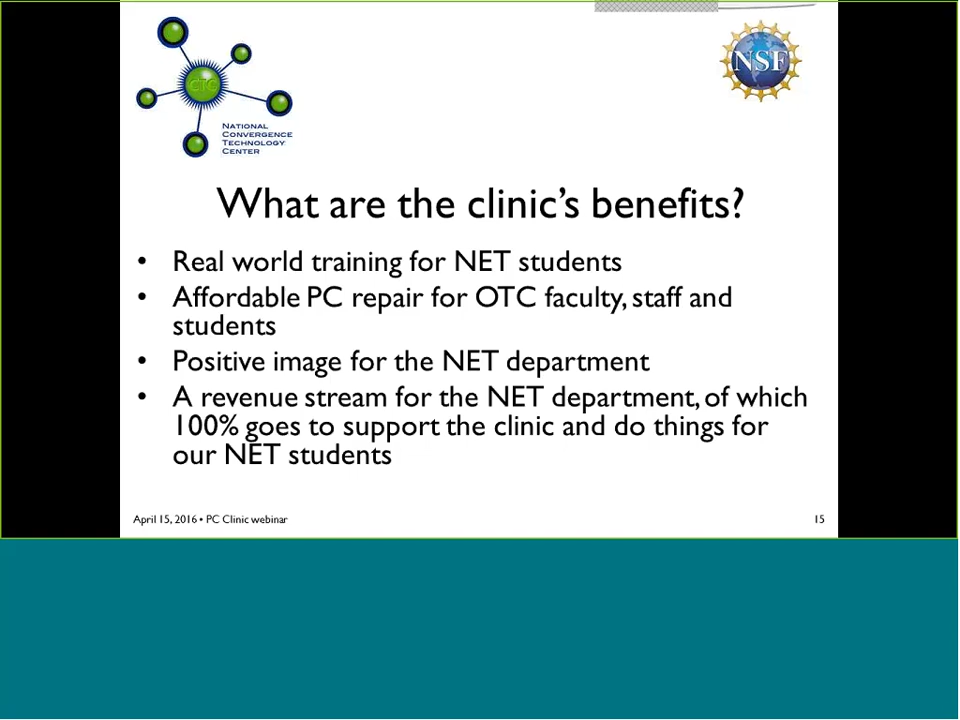 CTC
NSF
NATIONAL
CONVERGENCE
TECHNOLOGY
CENTER
What are the clinic's benefits?
• Real world training for NET students
• Affordable PC repair for OTC faculty, staff and
students
• Positive image for the NET department
• A revenue stream for the NET department, of which
100% goes to support the clinic and do things for
our NET students
April 15, 2016 • PC Clinic webinar
15